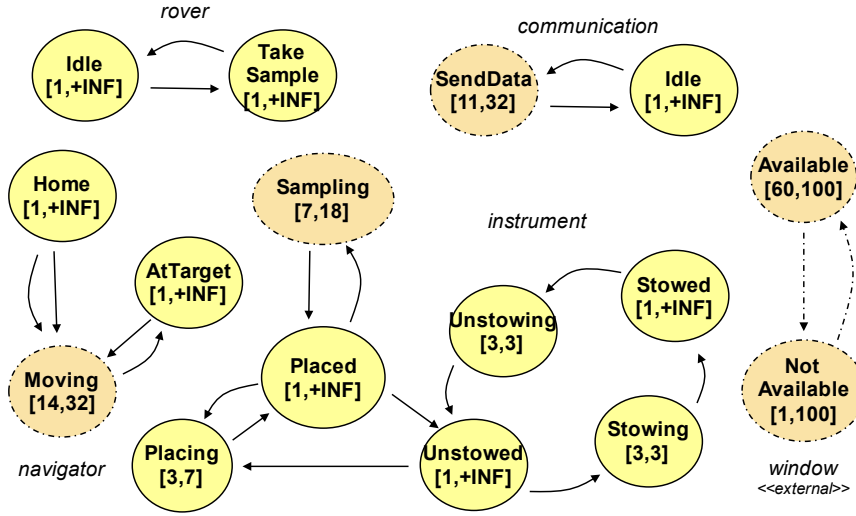 rover
Idle
[1,+INF]
Take
Sample
[1,+INF]
communication
SendData
[11,32]
Idle
[1,+INF]
Home
[1,+INF]
AtTarget
[1,+INF]
Moving
[14,32]
navigator
Sampling
[7,18]
Placed
[1,+INF]
Placing
[3,7]
instrument
Unstowing
[3,3]
Stowed
[1,+INF]
Unstowed
[1,+INF]
Stowing
[3,3]
Available
[60,100]
Not
Available
[1,100]
window
<<external>>